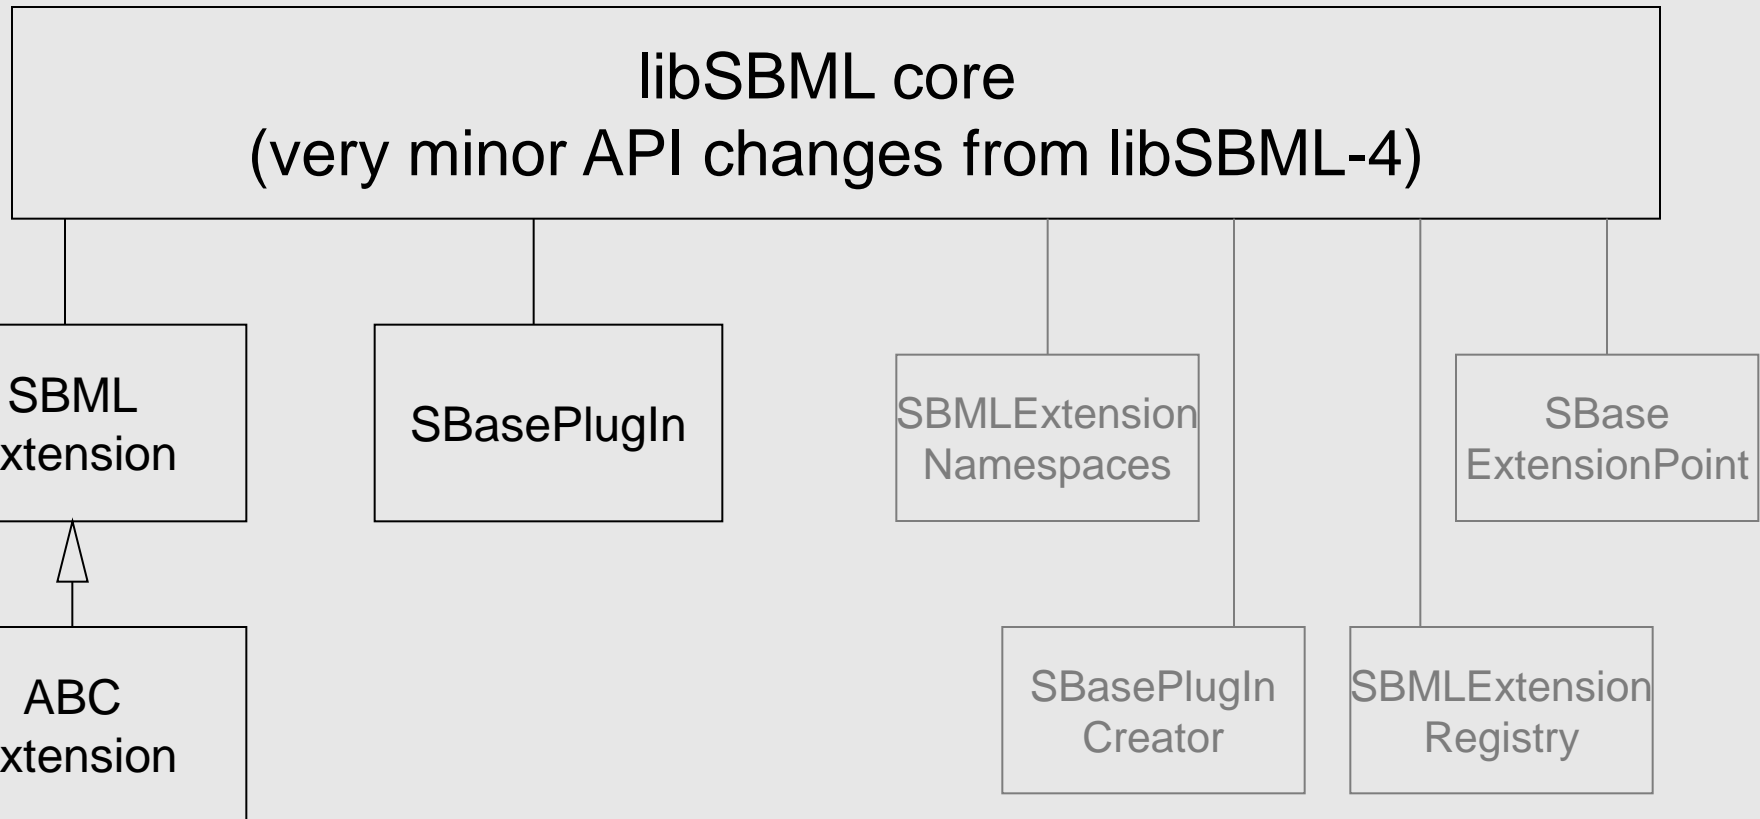 libSBML core
(very minor API changes from libSBML-4)
SBML
xtension
SBasePlugIn
SBMLExtension
Namespaces
SBase
ExtensionPoint
ABC
xtension
SBasePlugIn
Creator
SBMLExtension
Registry